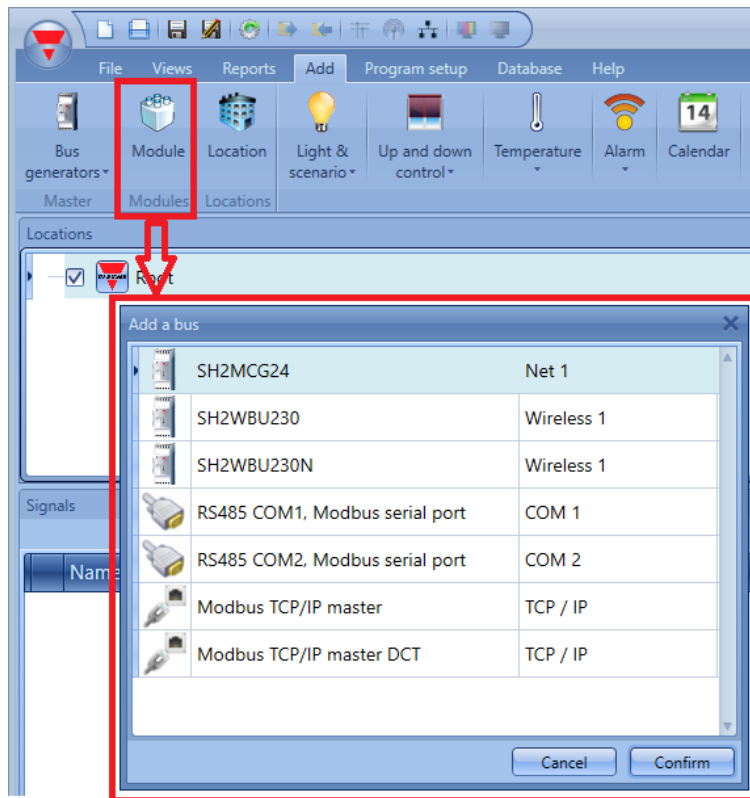 File Views Reports Add Program setup Database Help
Bus generators Module Location Light & scenario Up and down control Temperature Alarm 14 Calendar
Master Modules Locations
Locations
Root
Add a bus
SH2MCG24 Net 1
SH2WBU230 Wireless 1
SH2WBU230N Wireless 1
Signals
RS485 COM1, Modbus serial port COM 1
RS485 COM2, Modbus serial port COM 2
Name
Modbus TCP/IP master TCP / IP
Modbus TCP/IP master DCT TCP / IP
Cancel Confirm